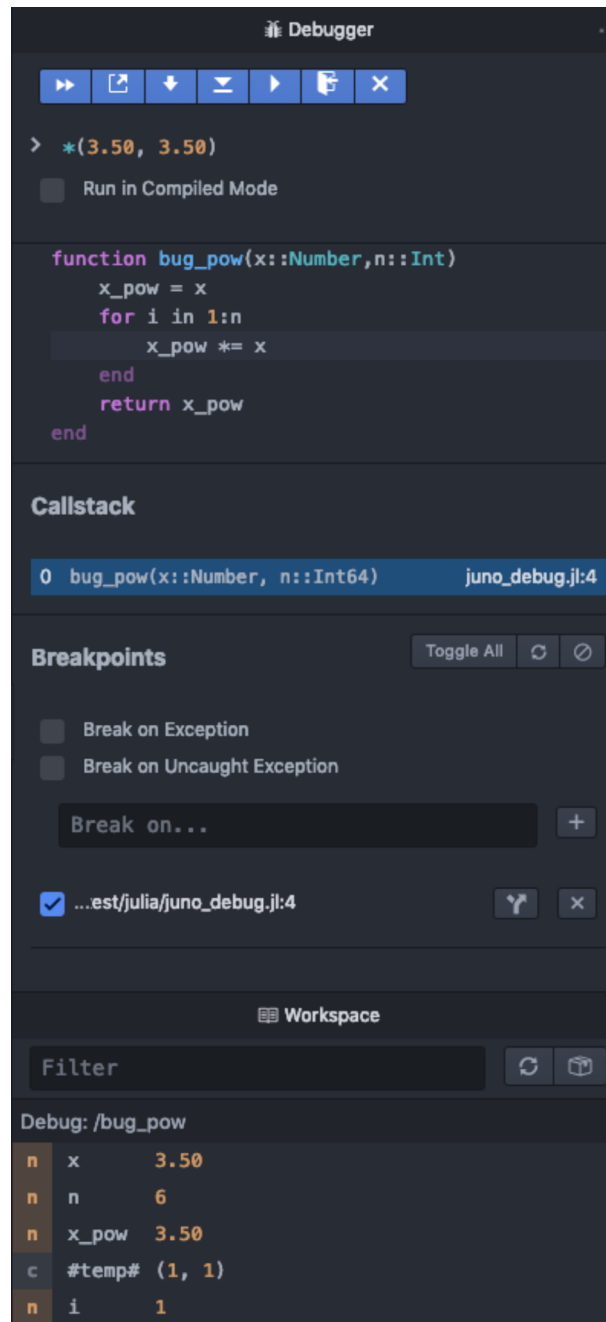 Debugger
> *(3.50, 3.50)
Run in Compiled Mode
function bug_pow(x::Number,n::Int)
    x_pow = x
    for i in 1:n
        x_pow *= x
    end
    return x_pow
end
Callstack
0 bug_pow(x::Number, n::Int64) juno_debug.jl:4
Breakpoints Toggle All
Break on Exception
Break on Uncaught Exception
Break on...
...est/julia/juno_debug.jl:4
Workspace
Filter
Debug: /bug_pow
n x 3.50
n n 6
n x_pow 3.50
c #temp# (1, 1)
n i 1